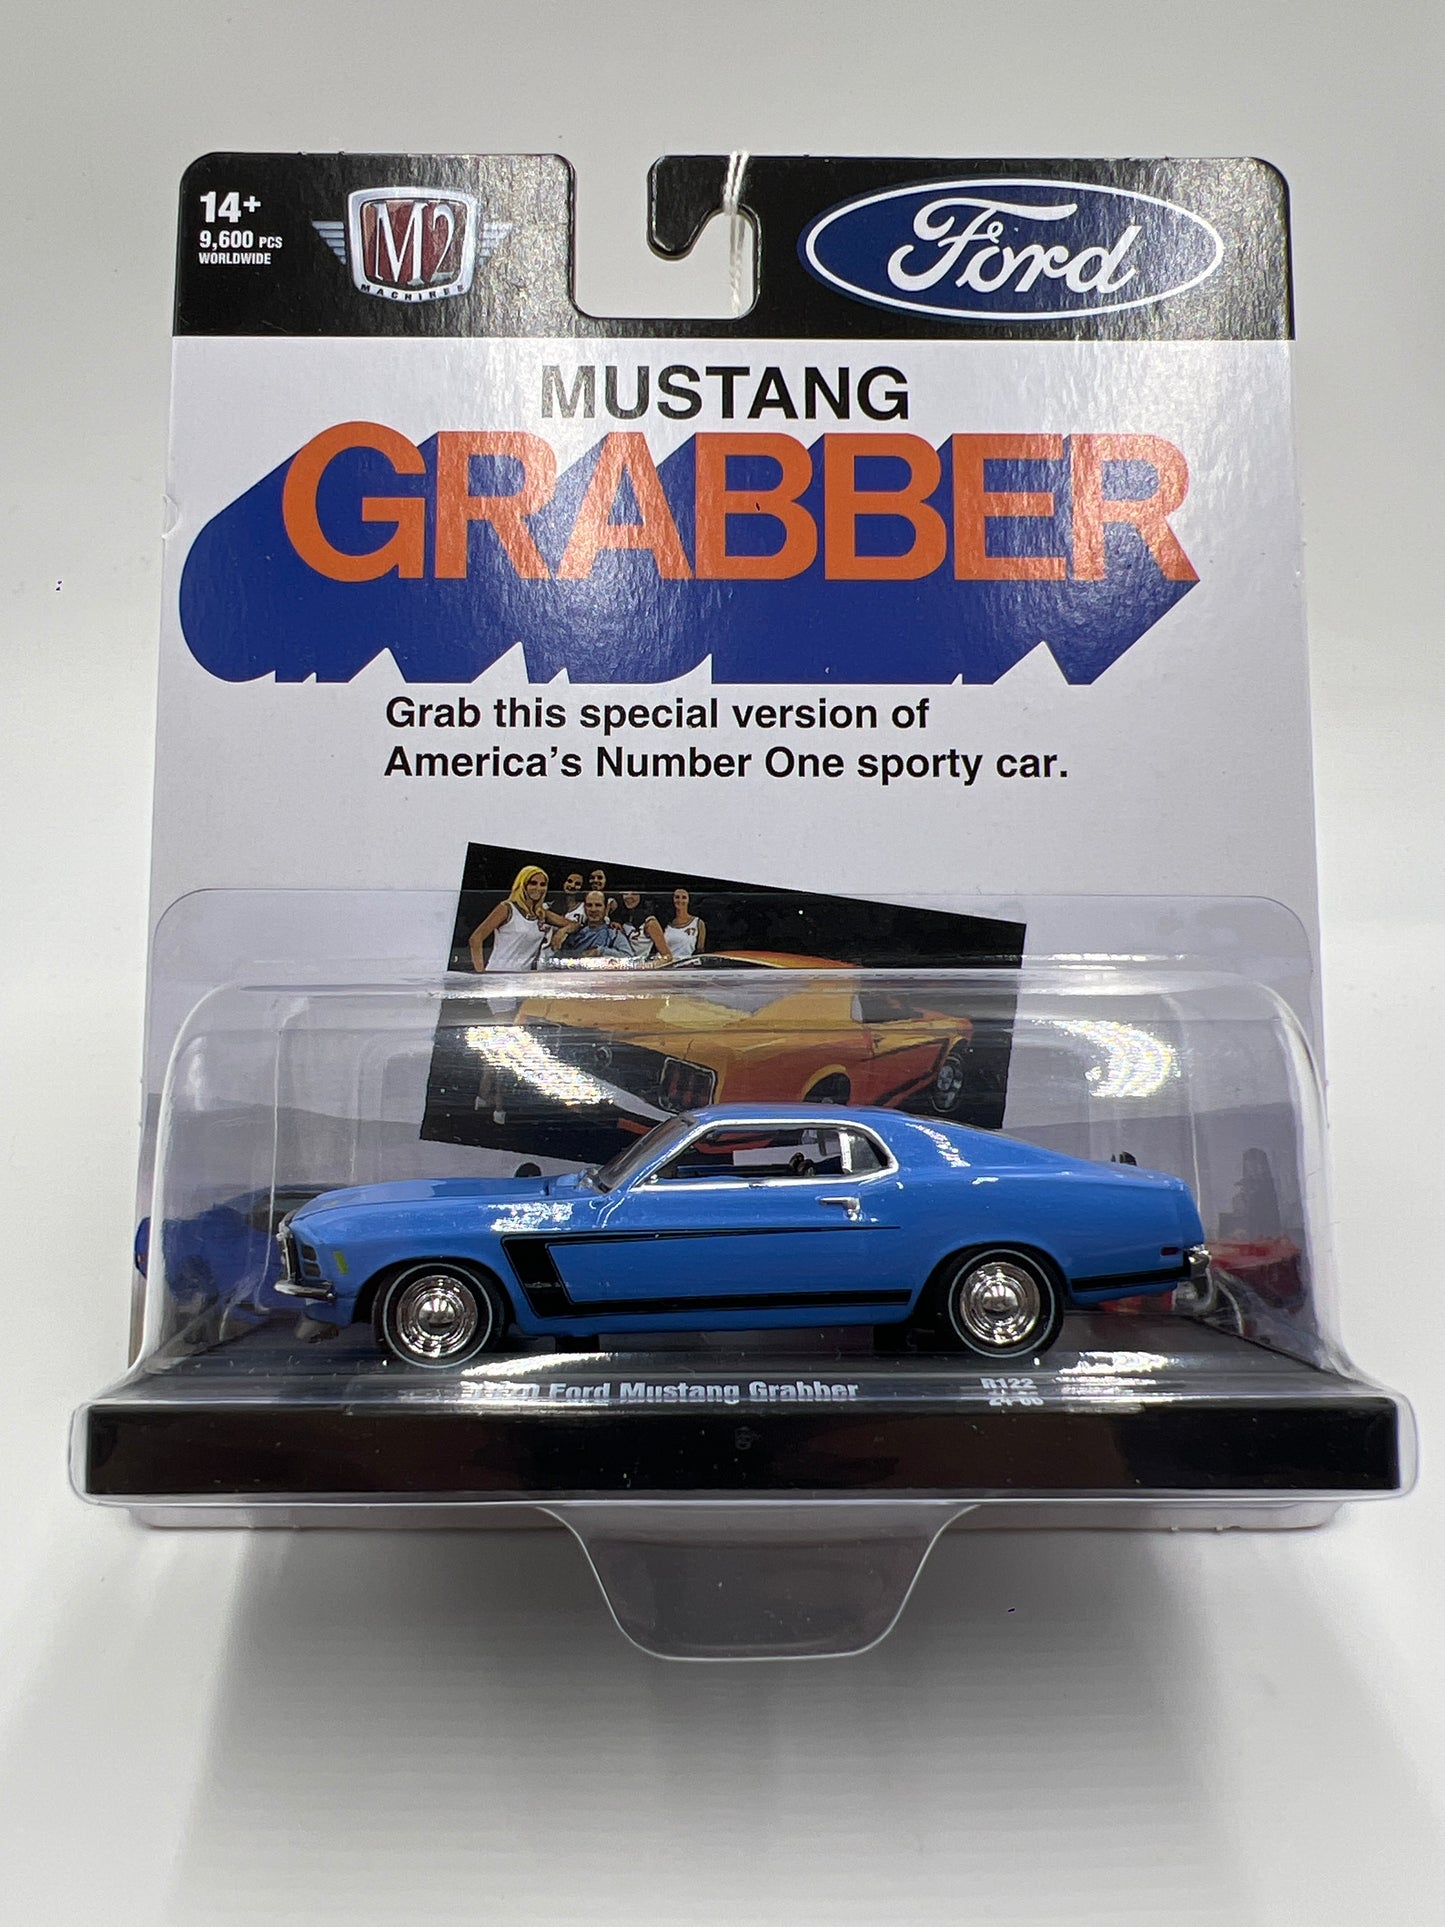 14+
9,600 PCS
WORLDWIDE
M2
MACHINES
Ford
MUSTANG
GRABBER
Grab this special version of
America's Number One sporty car.
Ford Mustang Grabber
R122